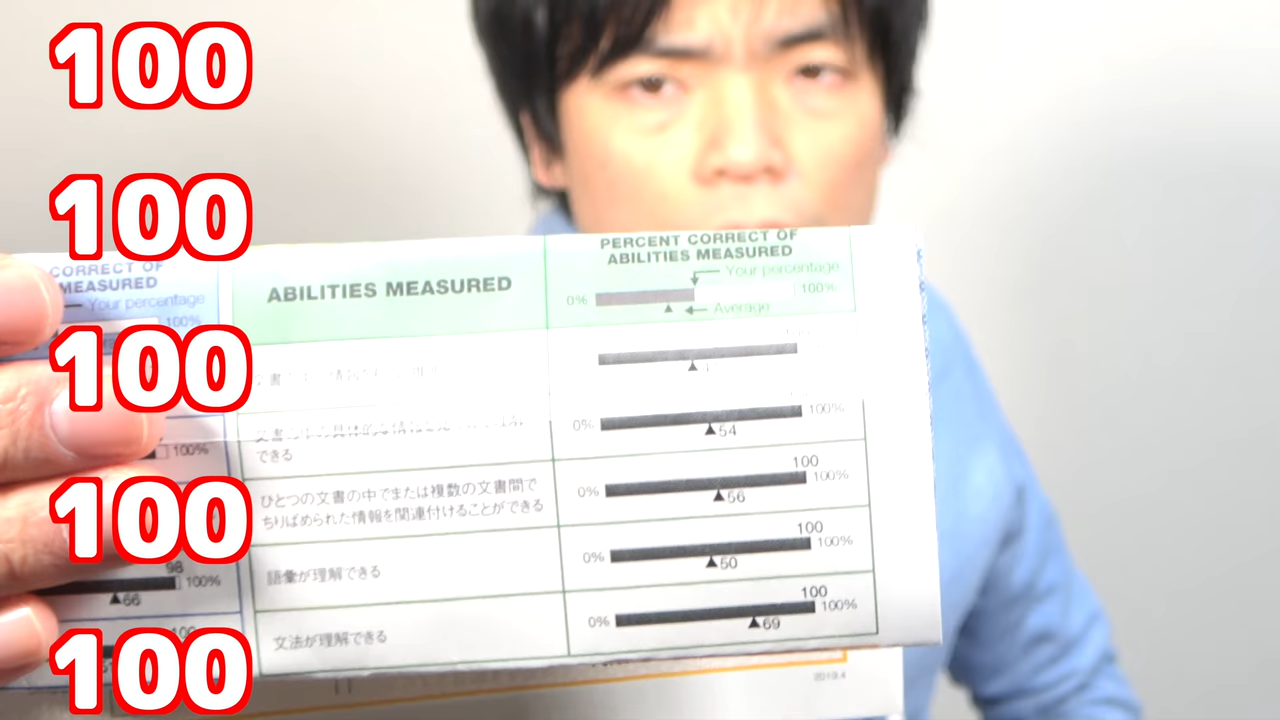 100
100
100
100
100
CORRECT OF
MEASURED
Your percentage
100%
100%
98
100%
66
100
ABILITIES MEASURED
PERCENT CORRECT OF
ABILITIES MEASURED
Your percentage
0%
100%
Average
できる
0%
100%
54
ひとつの文書の中でまたは複数の文書間で
ちりばめられた情報を関連付けることができる
100
0%
100%
56
語彙が理解できる
100
0%
100%
50
文法が理解できる
100
0%
100%
69
2019.4